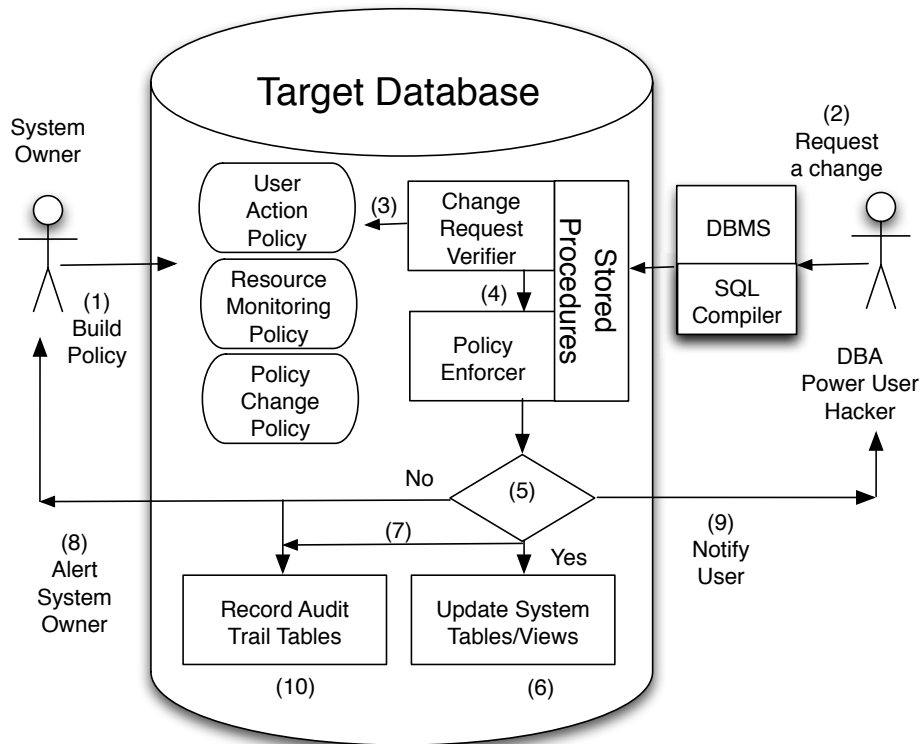 Target Database
System
Owner
(1)
Build
Policy
User
Action
Policy
Resource
Monitoring
Policy
Policy
Change
Policy
(3)
Change
Request
Verifier
(4)
Policy
Enforcer
Stored
Procedures
DBMS
SQL
Compiler
(2)
Request
a change
DBA
Power User
Hacker
No
(5)
(7)
Yes
(8)
Alert
System
Owner
(9)
Notify
User
Record Audit
Trail Tables
(10)
Update System
Tables/Views
(6)